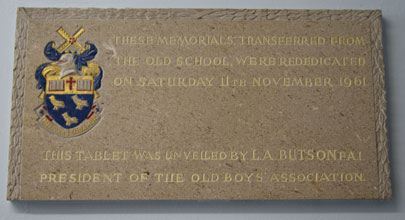 THESE MEMORIALS, TRANSFERRED FROM
THE OLD SCHOOL, WERE REDEDICATED
ON SATURDAY 11TH NOVEMBER 1961
THIS TABLET WAS UNVEILED BY L.A. BUTSON F.A.I.
PRESIDENT OF THE OLD BOYS' ASSOCIATION.